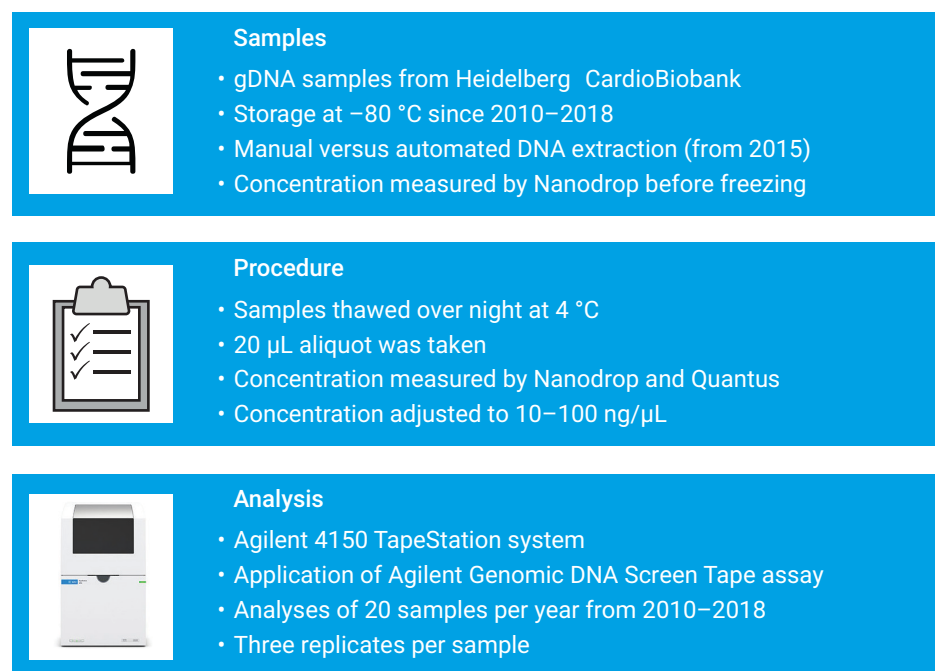 Samples
• gDNA samples from Heidelberg CardioBiobank
• Storage at –80 °C since 2010–2018
• Manual versus automated DNA extraction (from 2015)
• Concentration measured by Nanodrop before freezing
Procedure
• Samples thawed over night at 4 °C
• 20 µL aliquot was taken
• Concentration measured by Nanodrop and Quantus
• Concentration adjusted to 10–100 ng/µL
Analysis
• Agilent 4150 TapeStation system
• Application of Agilent Genomic DNA Screen Tape assay
• Analyses of 20 samples per year from 2010–2018
• Three replicates per sample